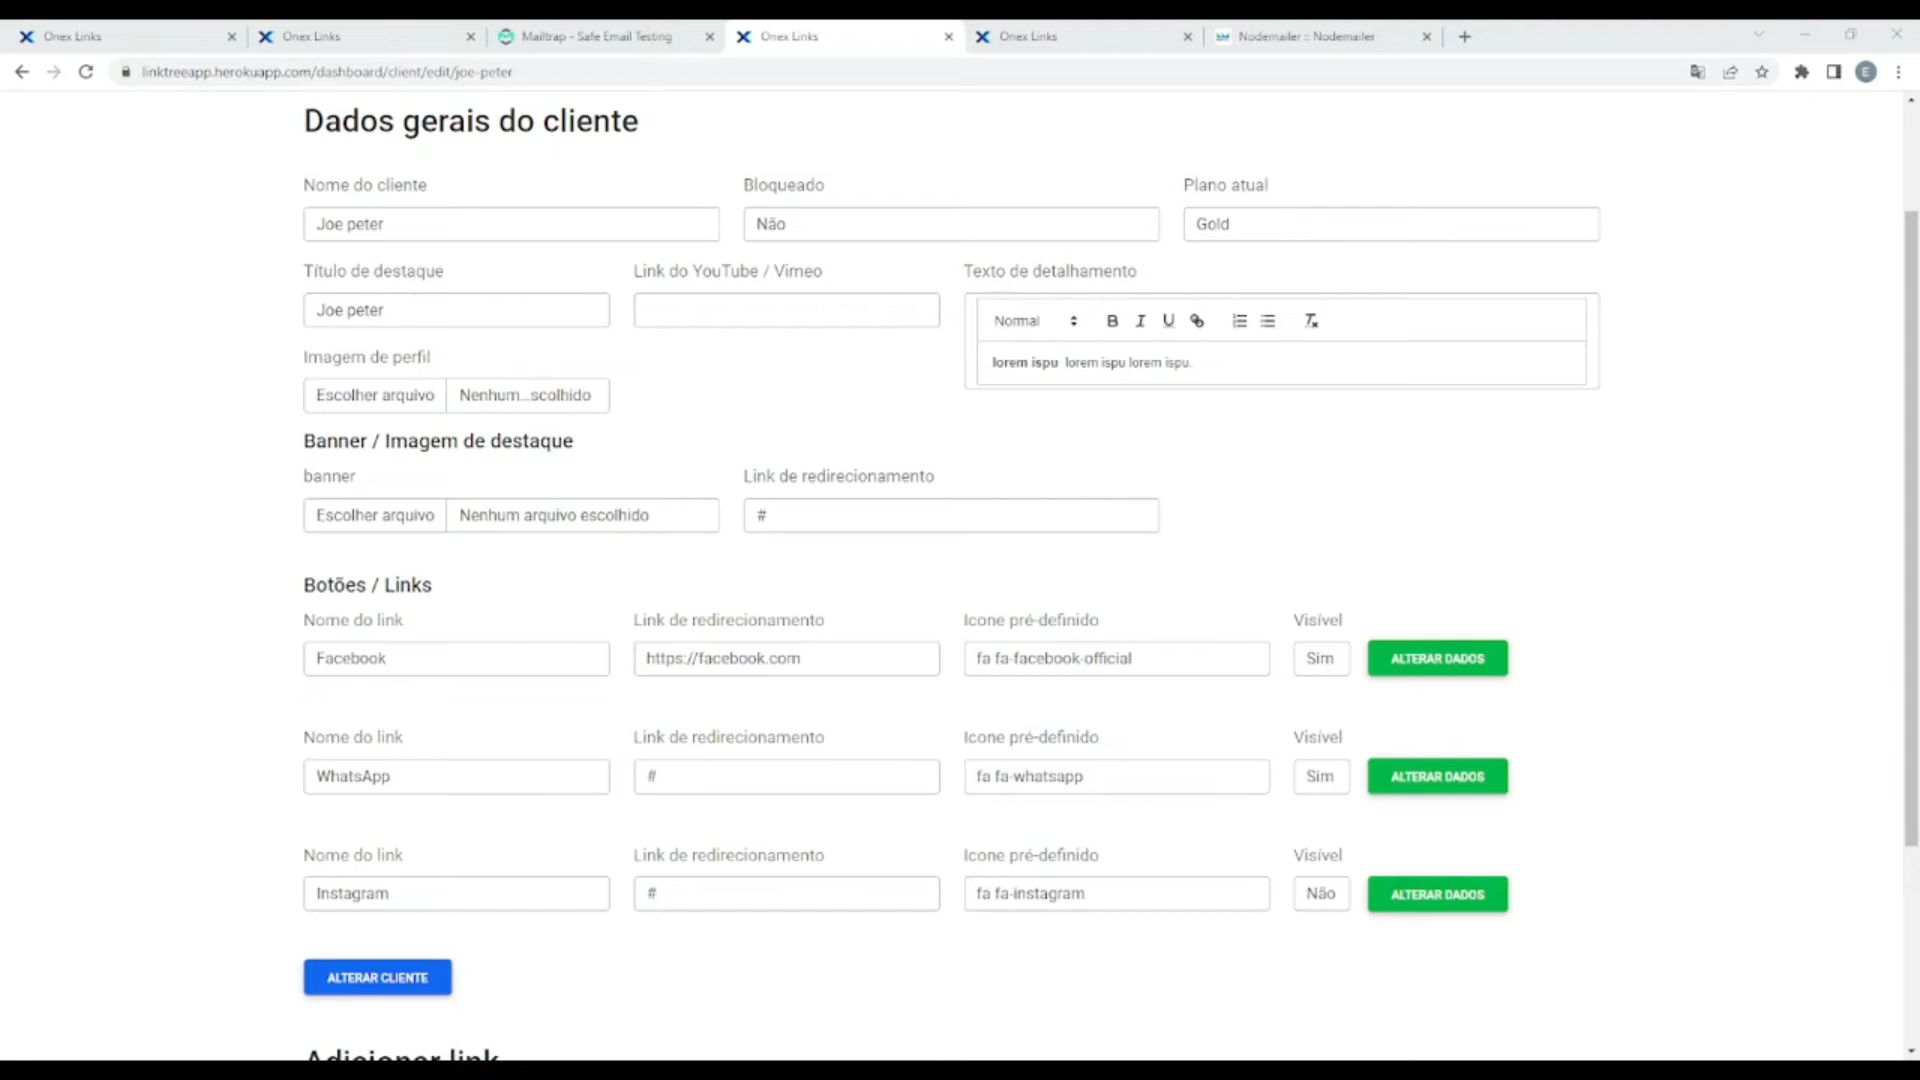 Onex Links
Onex Links
Mailtrap - Safe Email Testing
Onex Links
Onex Links
Nodemailer :: Nodemailer
linktreeapp.herokuapp.com/dashboard/client/edit/joe-peter
E
Dados gerais do cliente
Nome do cliente
Bloqueado
Plano atual
Joe peter
Não
Gold
Título de destaque
Link do YouTube / Vimeo
Texto de detalhamento
Joe peter
Normal
B I U
lorem ispu lorem ispu lorem ispu.
Imagem de perfil
Escolher arquivo
Nenhum...scolhido
Banner / Imagem de destaque
banner
Link de redirecionamento
Escolher arquivo
Nenhum arquivo escolhido
#
Botões / Links
Nome do link
Link de redirecionamento
Icone pré-definido
Visível
Facebook
https://facebook.com
fa fa-facebook-official
Sim
ALTERAR DADOS
Nome do link
Link de redirecionamento
Icone pré-definido
Visível
WhatsApp
#
fa fa-whatsapp
Sim
ALTERAR DADOS
Nome do link
Link de redirecionamento
Icone pré-definido
Visível
Instagram
#
fa fa-instagram
Não
ALTERAR DADOS
ALTERAR CLIENTE
Adicionar link